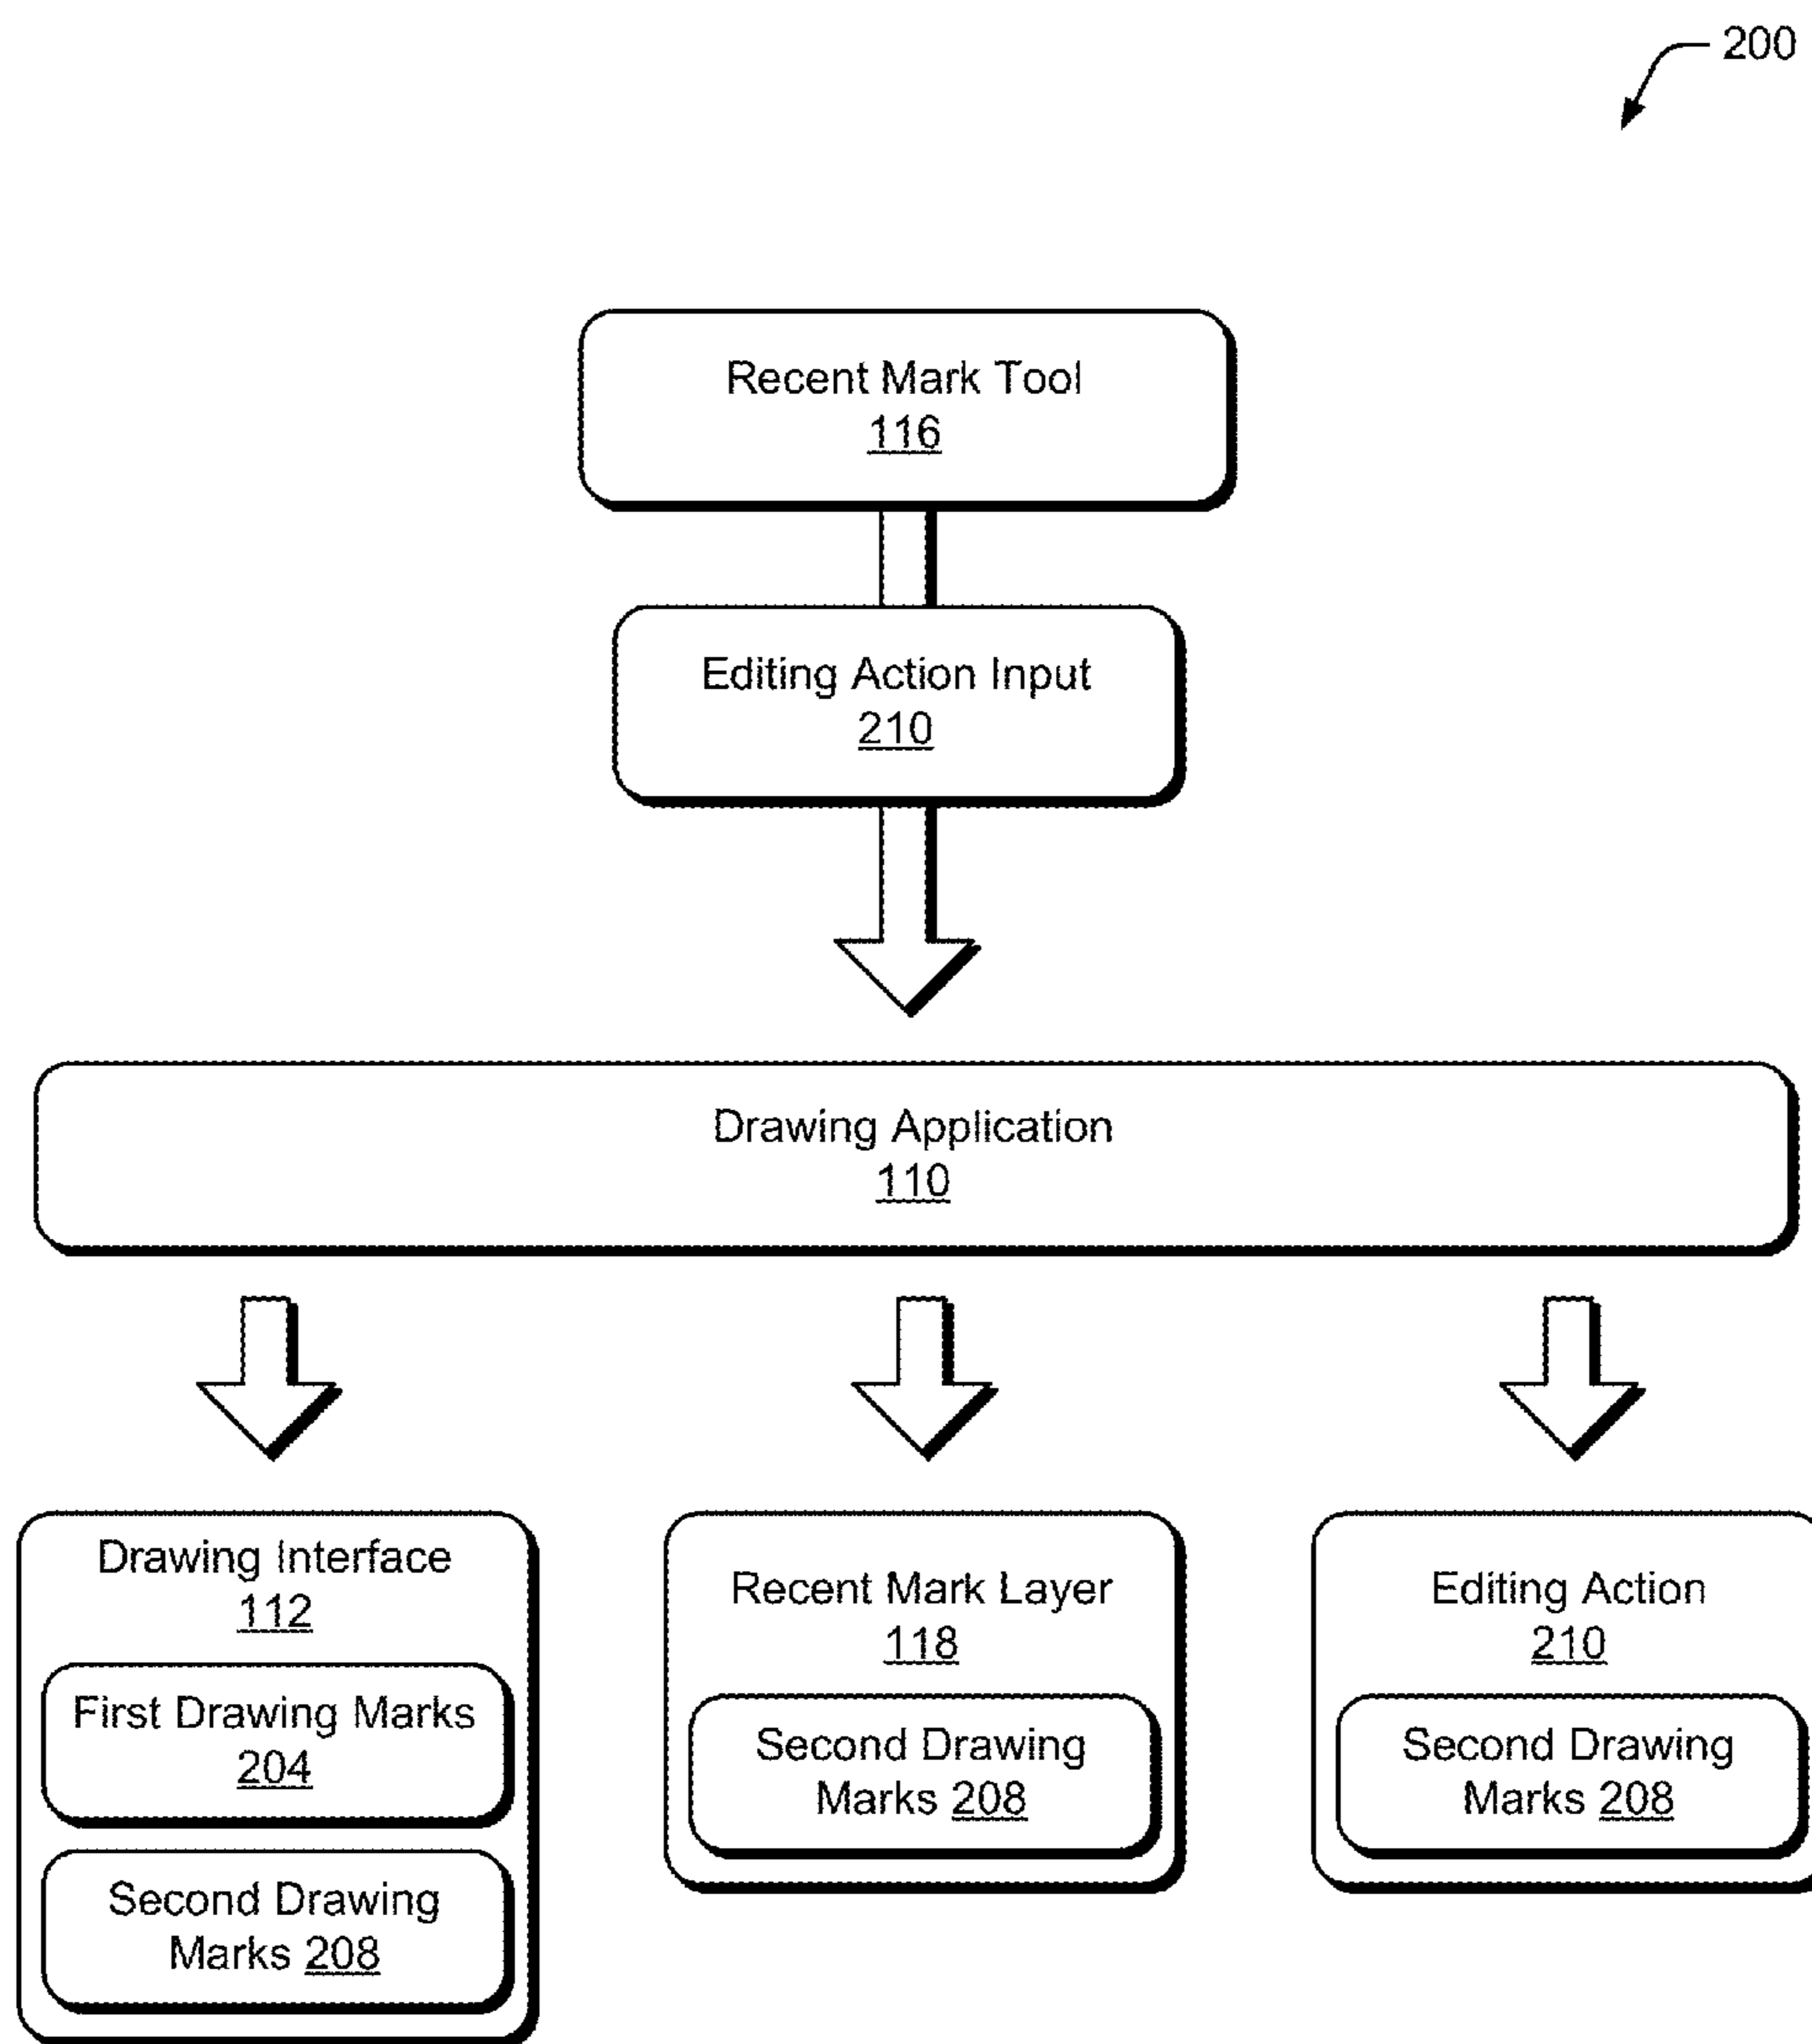 200
Recent Mark Tool
116
Editing Action Input
210
Drawing Application
110
Drawing Interface
112
First Drawing Marks
204
Second Drawing
Marks 208
Recent Mark Layer
118
Second Drawing
Marks 208
Editing Action
210
Second Drawing
Marks 208